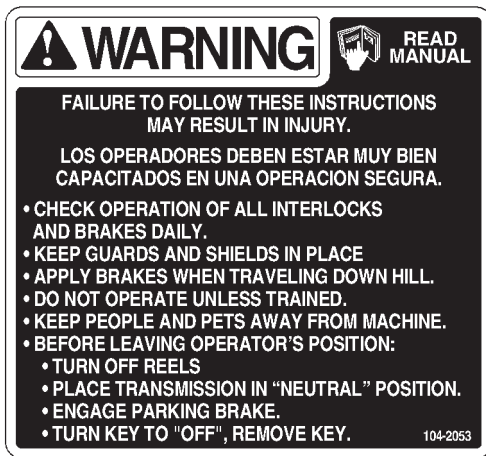 WARNING
READ
MANUAL
FAILURE TO FOLLOW THESE INSTRUCTIONS
MAY RESULT IN INJURY.
LOS OPERADORES DEBEN ESTAR MUY BIEN
CAPACITADOS EN UNA OPERACION SEGURA.
• CHECK OPERATION OF ALL INTERLOCKS
AND BRAKES DAILY.
• KEEP GUARDS AND SHIELDS IN PLACE
• APPLY BRAKES WHEN TRAVELING DOWN HILL.
• DO NOT OPERATE UNLESS TRAINED.
• KEEP PEOPLE AND PETS AWAY FROM MACHINE.
• BEFORE LEAVING OPERATOR'S POSITION:
• TURN OFF REELS
• PLACE TRANSMISSION IN “NEUTRAL” POSITION.
• ENGAGE PARKING BRAKE.
• TURN KEY TO "OFF", REMOVE KEY. 104-2053